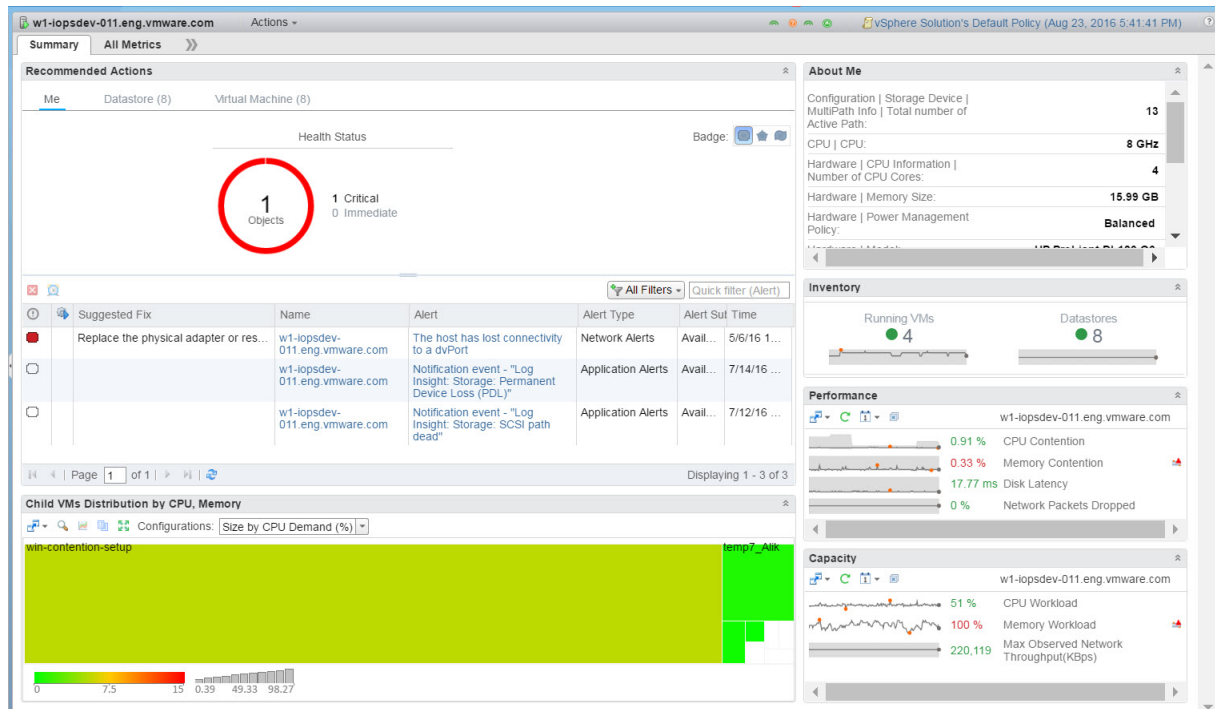 w1-iopsdev-011.eng.vmware.com Actions vSphere Solution's Default Policy (Aug 23, 2016 5:41:41 PM) ?
Summary All Metrics
Recommended Actions
Me Datastore (8) Virtual Machine (8)
Health Status Badge:
1
Objects
1 Critical
0 Immediate
All Filters Quick filter (Alert)
Suggested Fix Name Alert Alert Type Alert Sul Time
Replace the physical adapter or res... w1-iopsdev-
011.eng.vmware.com The host has lost connectivity
to a dvPort Network Alerts Avail... 5/6/16 1...
w1-iopsdev-
011.eng.vmware.com Notification event - "Log
Insight: Storage: Permanent
Device Loss (PDL)" Application Alerts Avail... 7/14/16 ...
w1-iopsdev-
011.eng.vmware.com Notification event - "Log
Insight: Storage: SCSI path
dead" Application Alerts Avail... 7/12/16 ...
Page 1 of 1 Displaying 1 - 3 of 3
Child VMs Distribution by CPU, Memory
Configurations: Size by CPU Demand (%)
win-contention-setup temp7_Alik
0 7.5 15 0.39 49.33 98.27
About Me
Configuration | Storage Device |
MultiPath Info | Total number of
Active Path: 13
CPU | CPU: 8 GHz
Hardware | CPU Information |
Number of CPU Cores: 4
Hardware | Memory Size: 15.99 GB
Hardware | Power Management
Policy: Balanced
Inventory
Running VMs Datastores
4 8
Performance
1 w1-iopsdev-011.eng.vmware.com
0.91 % CPU Contention
0.33 % Memory Contention
17.77 ms Disk Latency
0 % Network Packets Dropped
Capacity
1 w1-iopsdev-011.eng.vmware.com
51 % CPU Workload
100 % Memory Workload
220,119 Max Observed Network
Throughput(KBps)